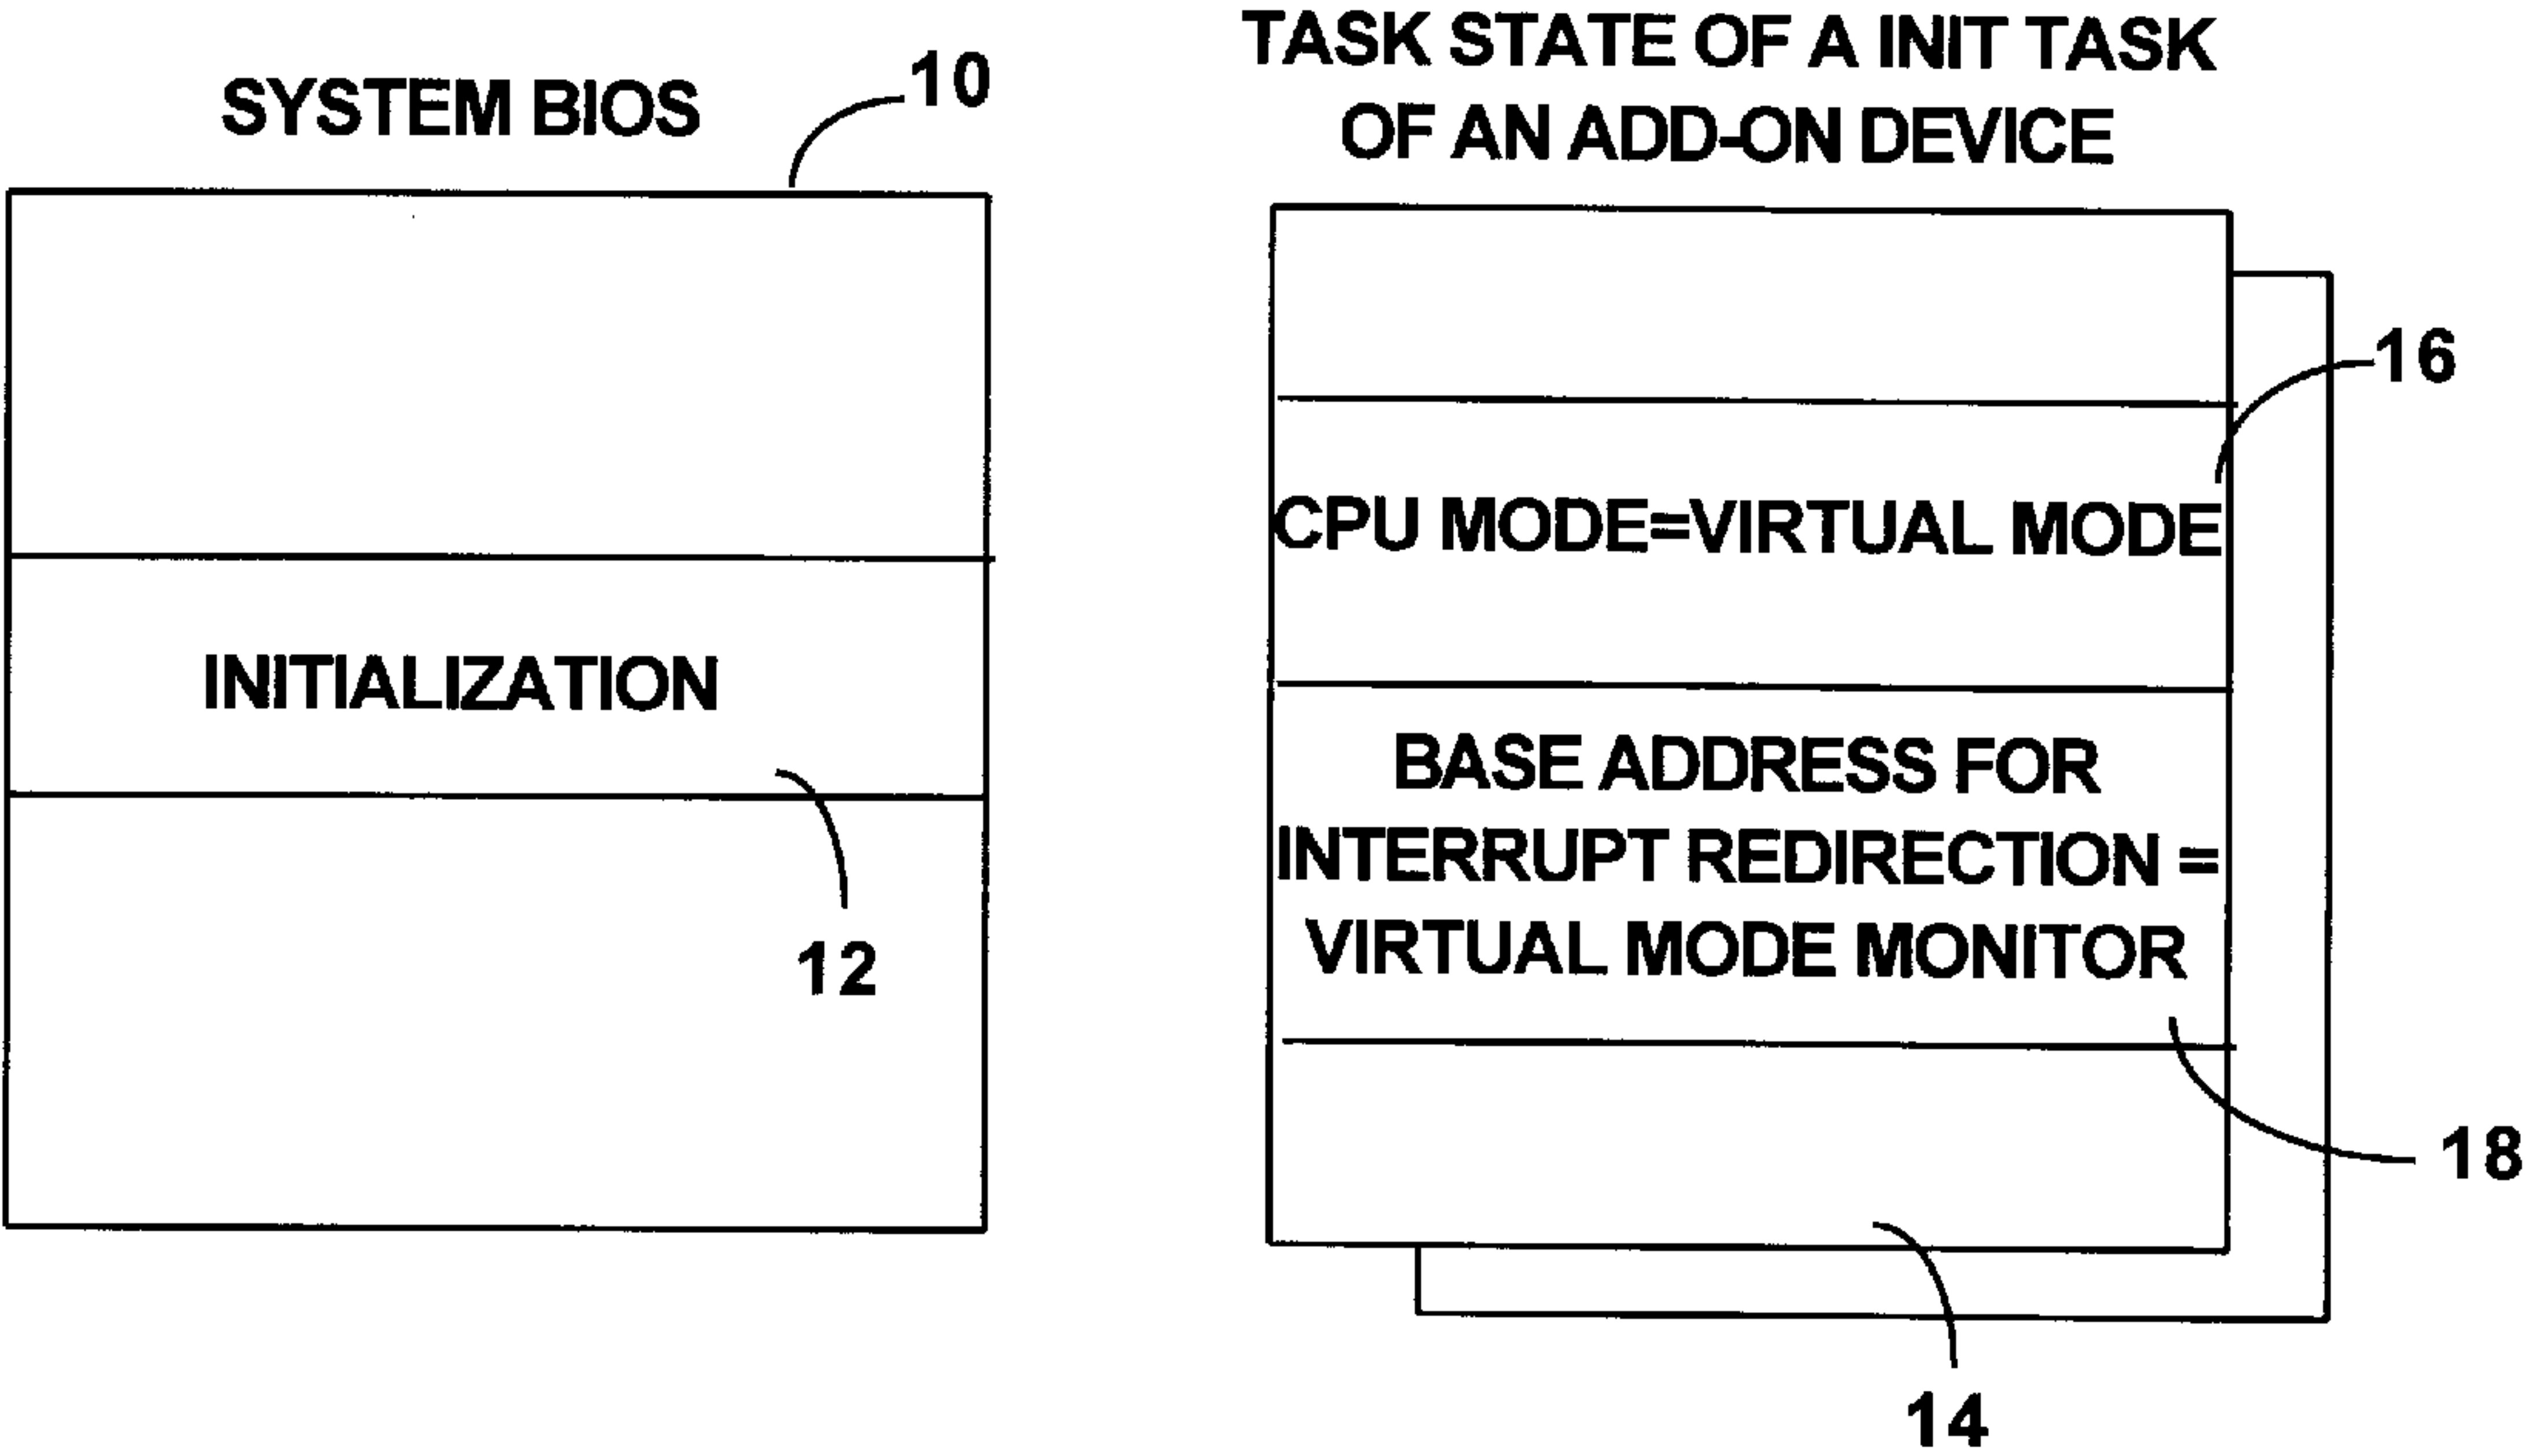 SYSTEM BIOS
10
INITIALIZATION
12
TASK STATE OF A INIT TASK
OF AN ADD-ON DEVICE
16
CPU MODE=VIRTUAL MODE
BASE ADDRESS FOR
INTERRUPT REDIRECTION =
VIRTUAL MODE MONITOR
18
14